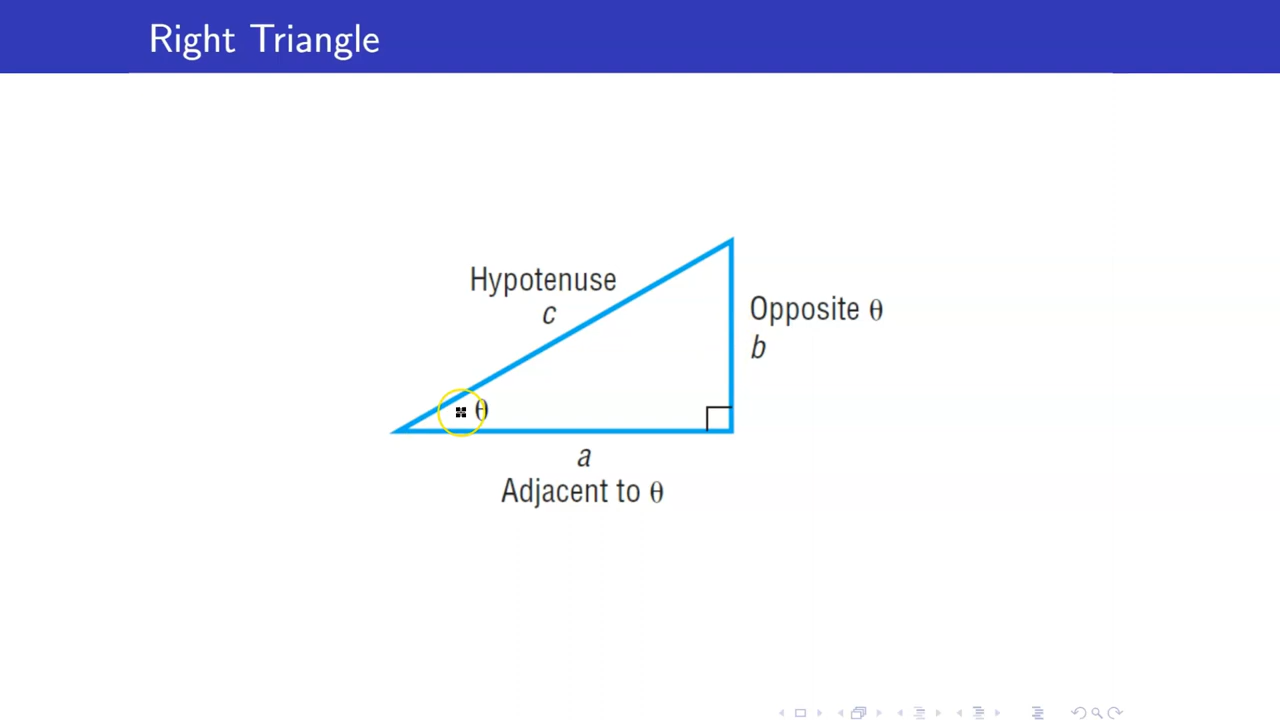 Right Triangle
Hypotenuse
c
Opposite θ
b
θ
a
Adjacent to θ